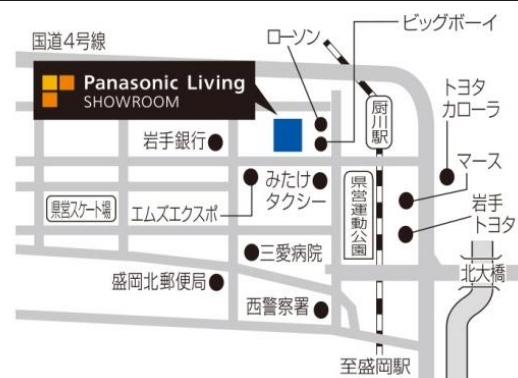 国道4号線
ローソン
ビッグボーイ
Panasonic Living
SHOWROOM
厨川駅
トヨタ
カローラ
岩手銀行
マース
県営スケート場
エムズエクスポ
みたけ
タクシー
県営運動公園
岩手
トヨタ
三愛病院
北大橋
盛岡北郵便局
西警察署
至盛岡駅